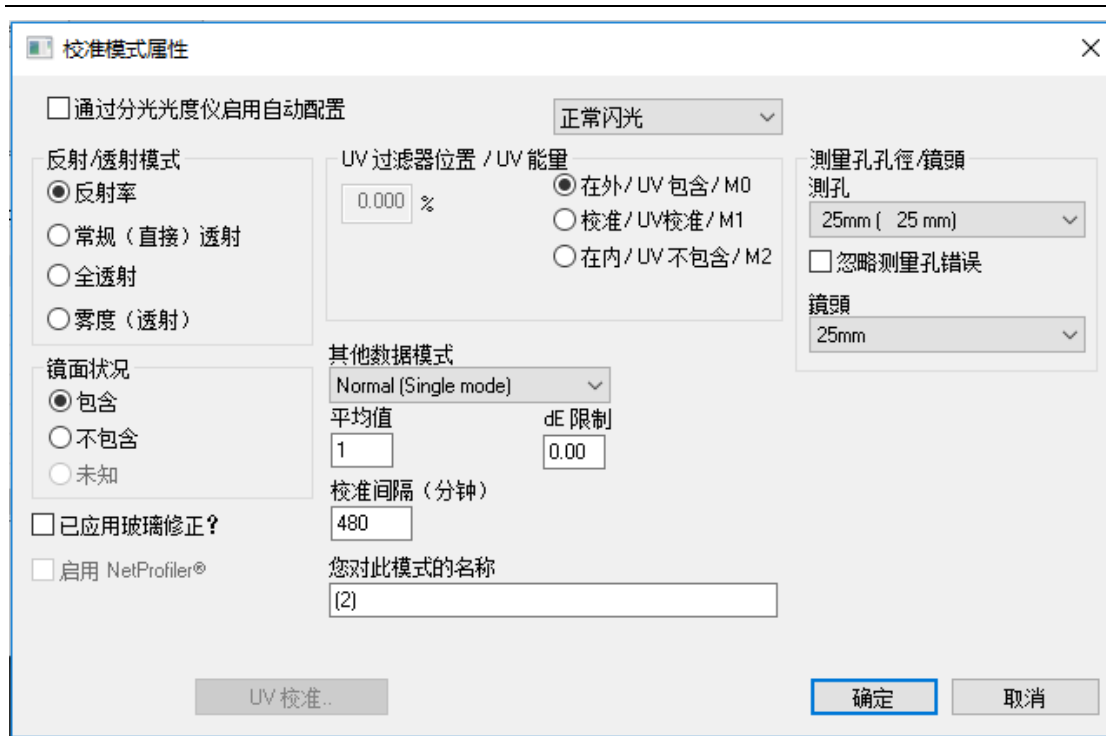 校准模式属性
通过分光光度仪启用自动配置
正常闪光
反射/透射模式
反射率
常规（直接）透射
全透射
雾度（透射）
UV 过滤器位置 / UV 能量
0.000 %
在外/ UV 包含/ M0
校准/ UV校准/ M1
在内/ UV 不包含/ M2
測量孔孔徑/鏡頭
測孔
25mm ( 25 mm)
忽略测量孔错误
鏡頭
25mm
镜面状况
包含
不包含
未知
其他数据模式
Normal (Single mode)
平均值
dE 限制
1
0.00
校准间隔（分钟）
480
已应用玻璃修正?
启用 NetProfiler®
您对此模式的名称
(2)
UV 校准..
确定
取消